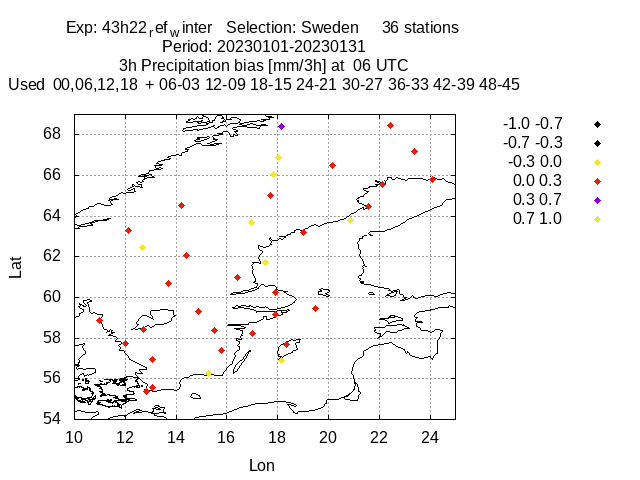 Exp: 43h22refwinter Selection: Sweden 36 stations
Period: 20230101-20230131
3h Precipitation bias [mm/3h] at 06 UTC
Used 00,06,12,18 + 06-03 12-09 18-15 24-21 30-27 36-33 42-39 48-45
-1.0 -0.7
-0.7 -0.3
-0.3 0.0
0.0 0.3
0.3 0.7
0.7 1.0
68
66
64
62
60
58
56
54
Lat
10 12 14 16 18 20 22 24
Lon